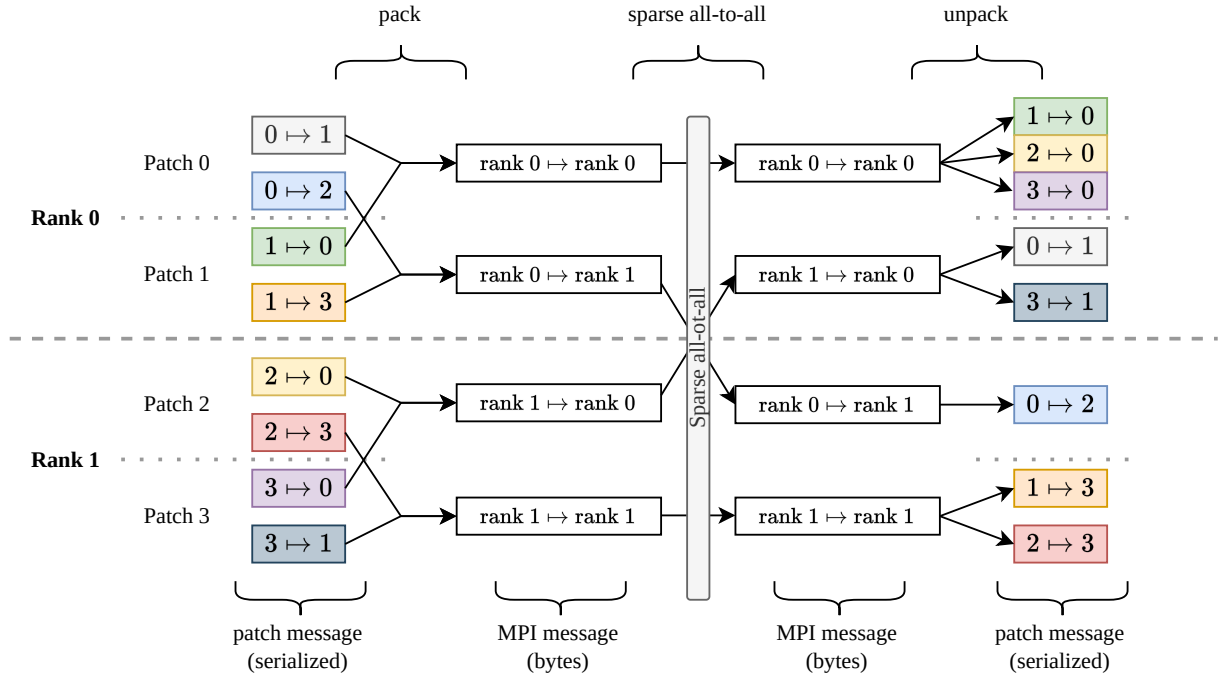 pack
sparse all-to-all
unpack
Patch 0
0 ↦ 1
0 ↦ 2
rank 0 ↦ rank 0
rank 0 ↦ rank 0
1 ↦ 0
2 ↦ 0
3 ↦ 0
Rank 0
Patch 1
1 ↦ 0
1 ↦ 3
rank 0 ↦ rank 1
rank 1 ↦ rank 0
0 ↦ 1
3 ↦ 1
Sparse all-ot-all
Patch 2
2 ↦ 0
2 ↦ 3
rank 1 ↦ rank 0
rank 0 ↦ rank 1
0 ↦ 2
Rank 1
Patch 3
3 ↦ 0
3 ↦ 1
rank 1 ↦ rank 1
rank 1 ↦ rank 1
1 ↦ 3
2 ↦ 3
patch message
(serialized)
MPI message
(bytes)
MPI message
(bytes)
patch message
(serialized)